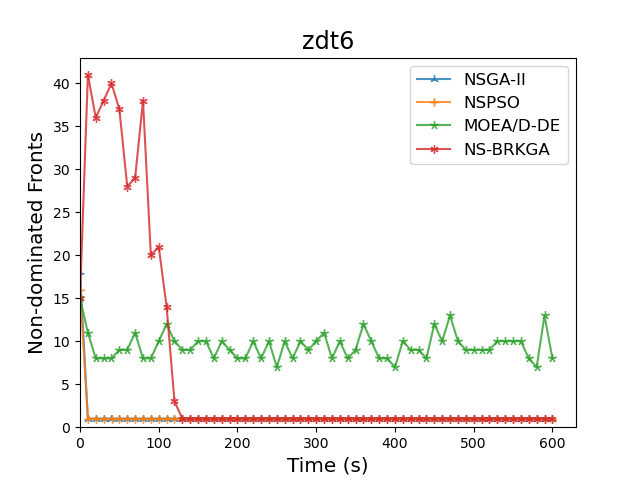 zdt6
NSGA-II
NSPSO
MOEA/D-DE
NS-BRKGA
Non-dominated Fronts
40
35
30
25
20
15
10
5
0
0 100 200 300 400 500 600
Time (s)